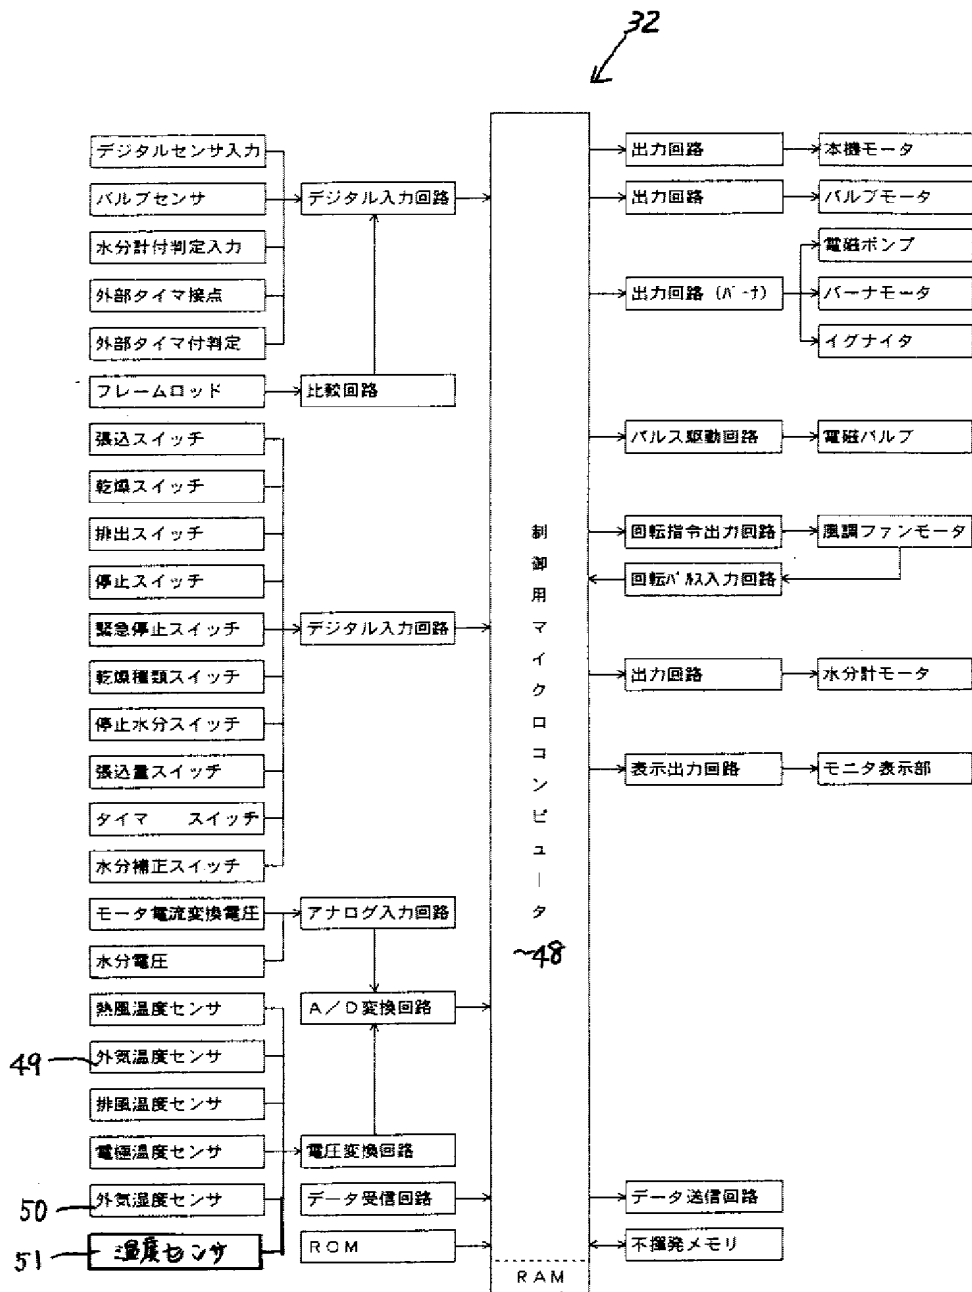 32
デジタルセンサ入力
バルブセンサ
水分計付判定入力
外部タイマ接点
外部タイマ付判定
フレームロッド
張込スイッチ
乾燥スイッチ
排出スイッチ
停止スイッチ
緊急停止スイッチ
乾燥種類スイッチ
停止水分スイッチ
張込量スイッチ
タイマ　スイッチ
水分補正スイッチ
モータ電流変換電圧
水分電圧
熱風温度センサ
49
外気温度センサ
排風温度センサ
電極温度センサ
50
外気湿度センサ
51
温度センサ
デジタル入力回路
比較回路
デジタル入力回路
アナログ入力回路
A/D変換回路
電圧変換回路
データ受信回路
ROM
制御用マイクロコンピュータ
~48
RAM
出力回路
本機モータ
出力回路
バルブモータ
出力回路（バーナ）
電磁ポンプ
バーナモータ
イグナイタ
パルス駆動回路
電磁バルブ
回転指令出力回路
風調ファンモータ
回転パルス入力回路
出力回路
水分計モータ
表示出力回路
モニタ表示部
データ送信回路
不揮発メモリ